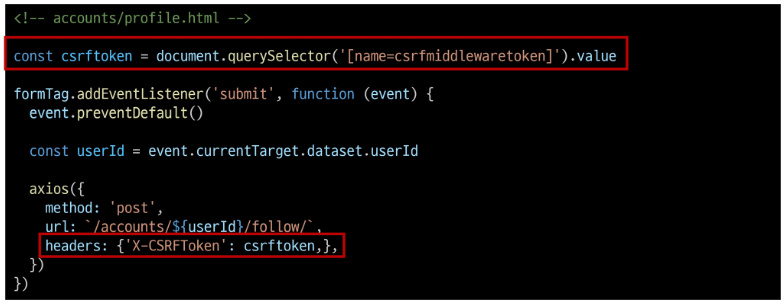 <!-- accounts/profile.html -->
const csrftoken = document.querySelector('[name=csrfmiddlewaretoken]').value
formTag.addEventListener('submit', function (event) {
event.preventDefault()
const userId = event.currentTarget.dataset.userId
axios({
method: 'post',
url: `/accounts/${userId}/follow/`,
headers: {'X-CSRFToken': csrftoken,},
})
})